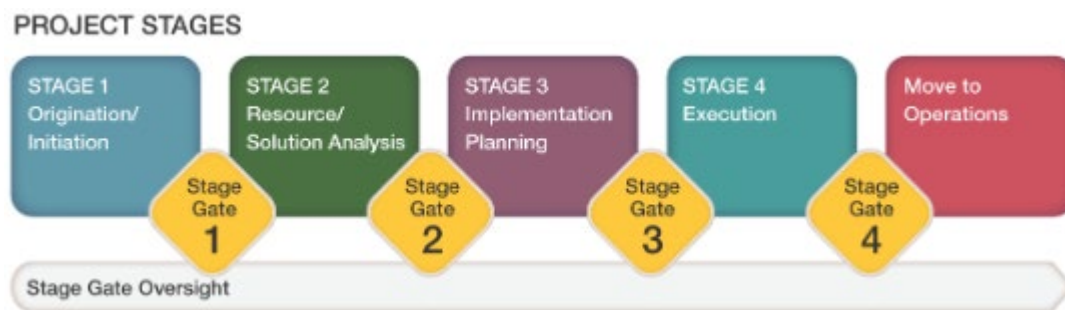 PROJECT STAGES
STAGE 1
Origination/
Initiation
STAGE 2
Resource/
Solution Analysis
STAGE 3
Implementation
Planning
STAGE 4
Execution
Move to
Operations
Stage
Gate
1
Stage
Gate
2
Stage
Gate
3
Stage
Gate
4
Stage Gate Oversight